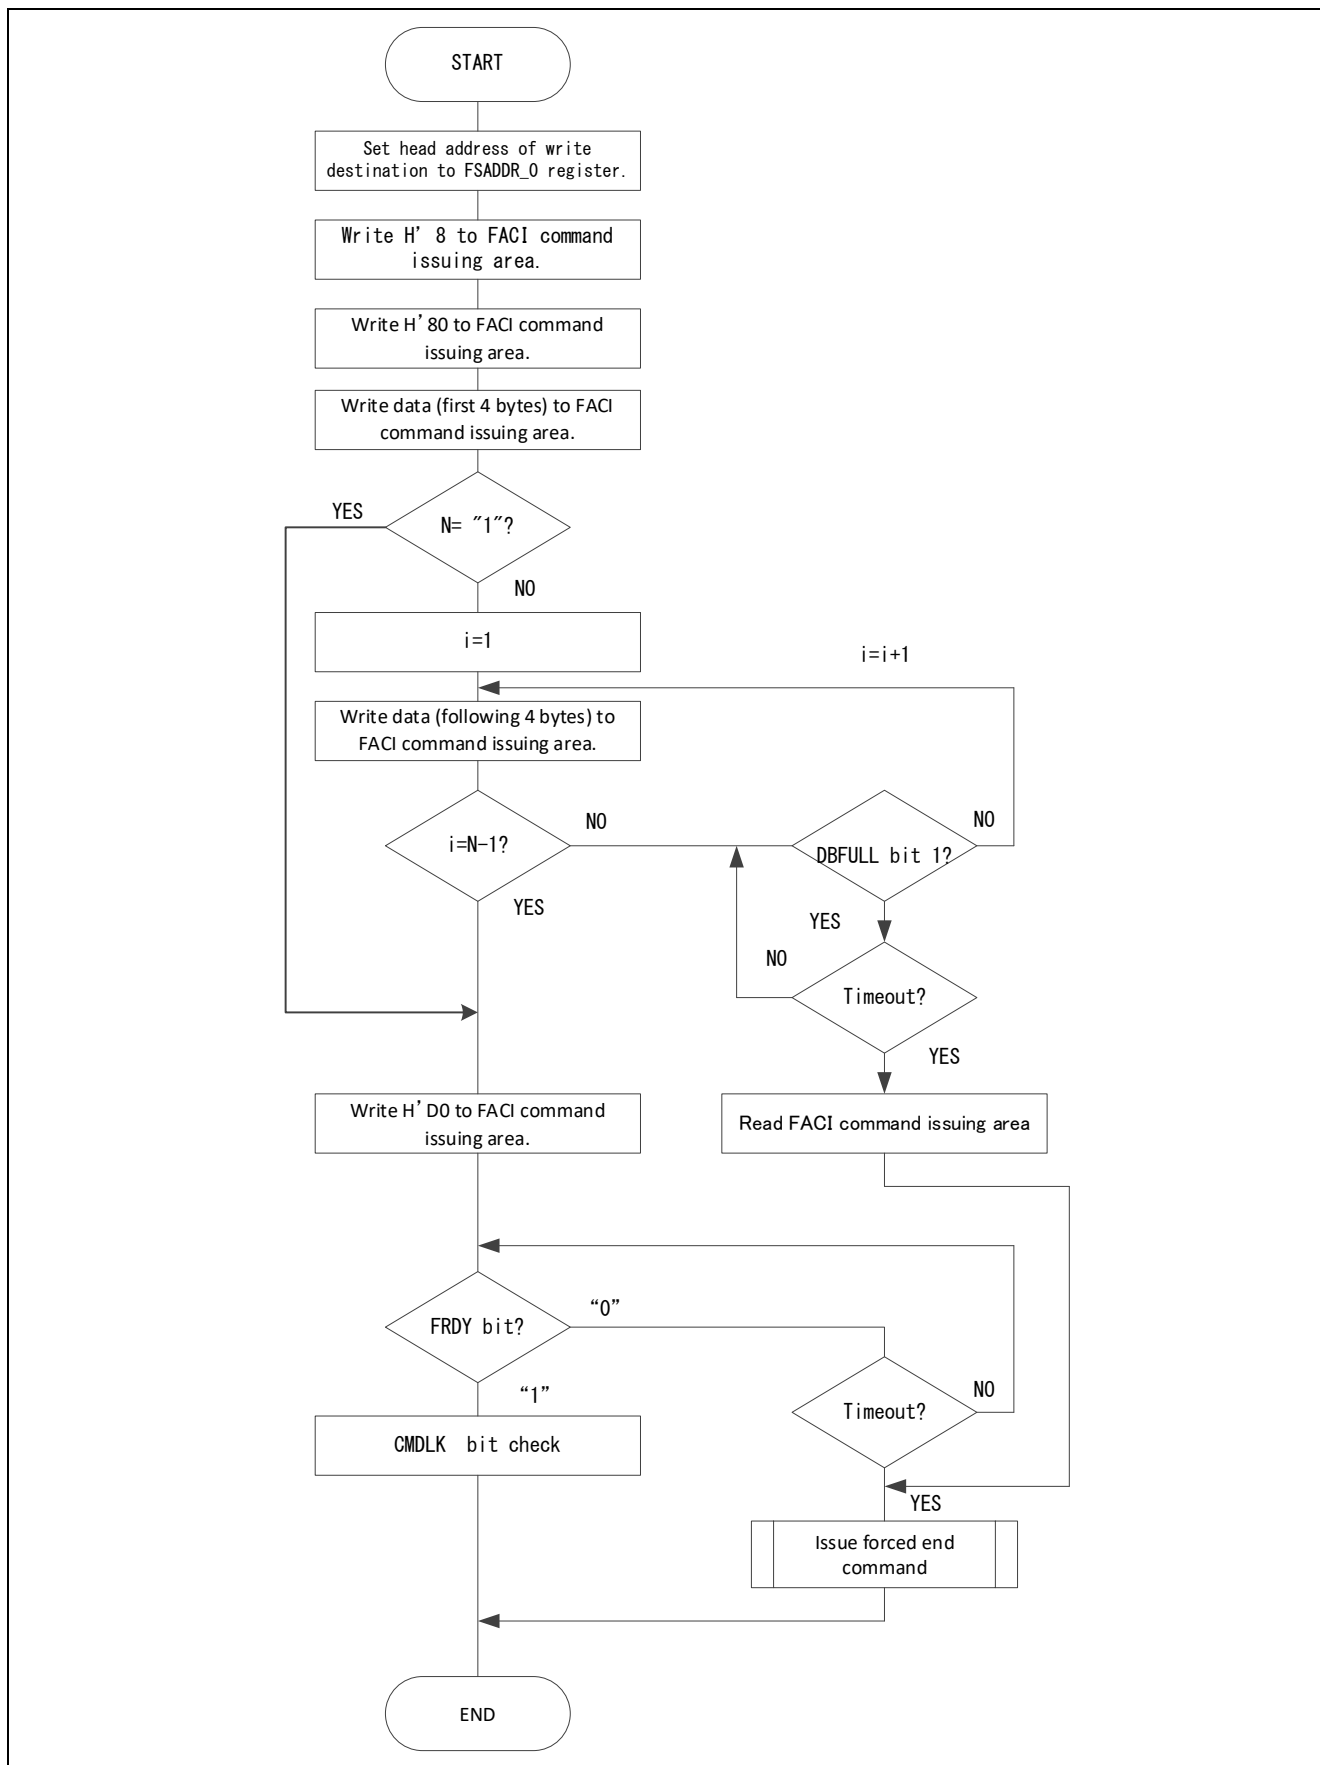 START
Set head address of write
destination to FSADDR_0 register.
Write H’ 8 to FACI command
issuing area.
Write H’80 to FACI command
issuing area.
Write data (first 4 bytes) to FACI
command issuing area.
YES
N= ″1″?
NO
i=1
i=i+1
Write data (following 4 bytes) to
FACI command issuing area.
i=N-1?
NO
YES
DBFULL bit 1?
NO
YES
NO
Timeout?
YES
Write H’D0 to FACI command
issuing area.
Read FACI command issuing area
FRDY bit?
“0”
“1”
Timeout?
NO
CMDLK bit check
YES
Issue forced end
command
END